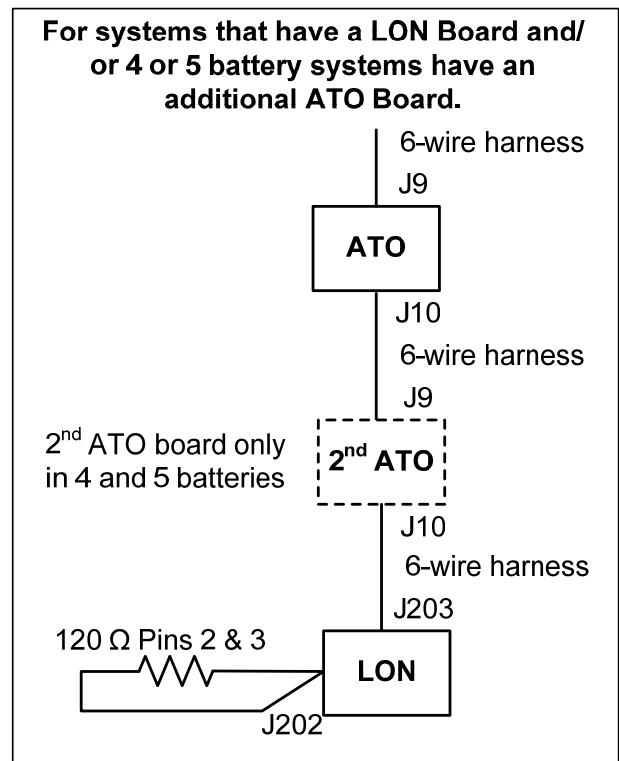 For systems that have a LON Board and/
or 4 or 5 battery systems have an
additional ATO Board.
6-wire harness
J9
ATO
J10
6-wire harness
J9
2nd ATO board only
in 4 and 5 batteries
2nd ATO
J10
6-wire harness
J203
120 Ω Pins 2 & 3
LON
J202